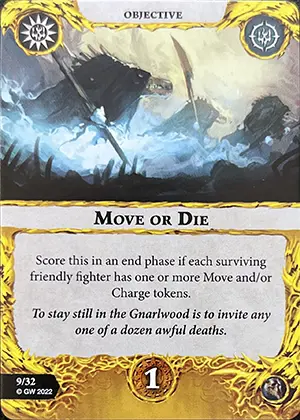 OBJECTIVE
MOVE OR DIE
Score this in an end phase if each surviving
friendly fighter has one or more Move and/or
Charge tokens.
To stay still in the Gnarlwood is to invite any
one of a dozen awful deaths.
9/32
© GW 2022
1